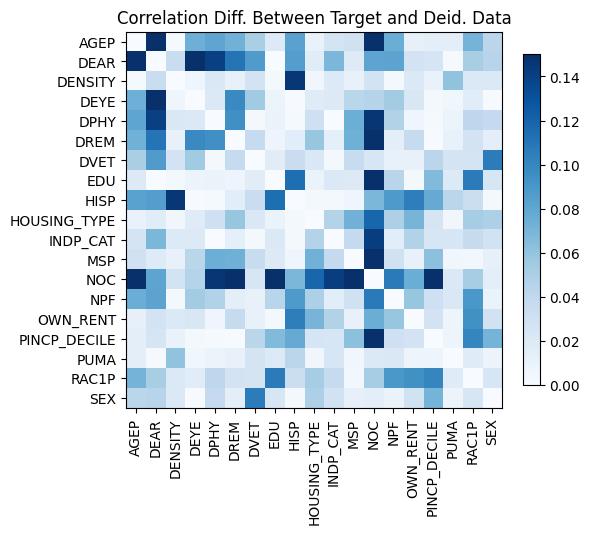 Correlation Diff. Between Target and Deid. Data
AGEP
DEAR
DENSITY
DEYE
DPHY
DREM
DVET
EDU
HISP
HOUSING_TYPE
INDP_CAT
MSP
NOC
NPF
OWN_RENT
PINCP_DECILE
PUMA
RAC1P
SEX
AGEP
DEAR
DENSITY
DEYE
DPHY
DREM
DVET
EDU
HISP
HOUSING_TYPE
INDP_CAT
MSP
NOC
NPF
OWN_RENT
PINCP_DECILE
PUMA
RAC1P
SEX
0.14
0.12
0.10
0.08
0.06
0.04
0.02
0.00